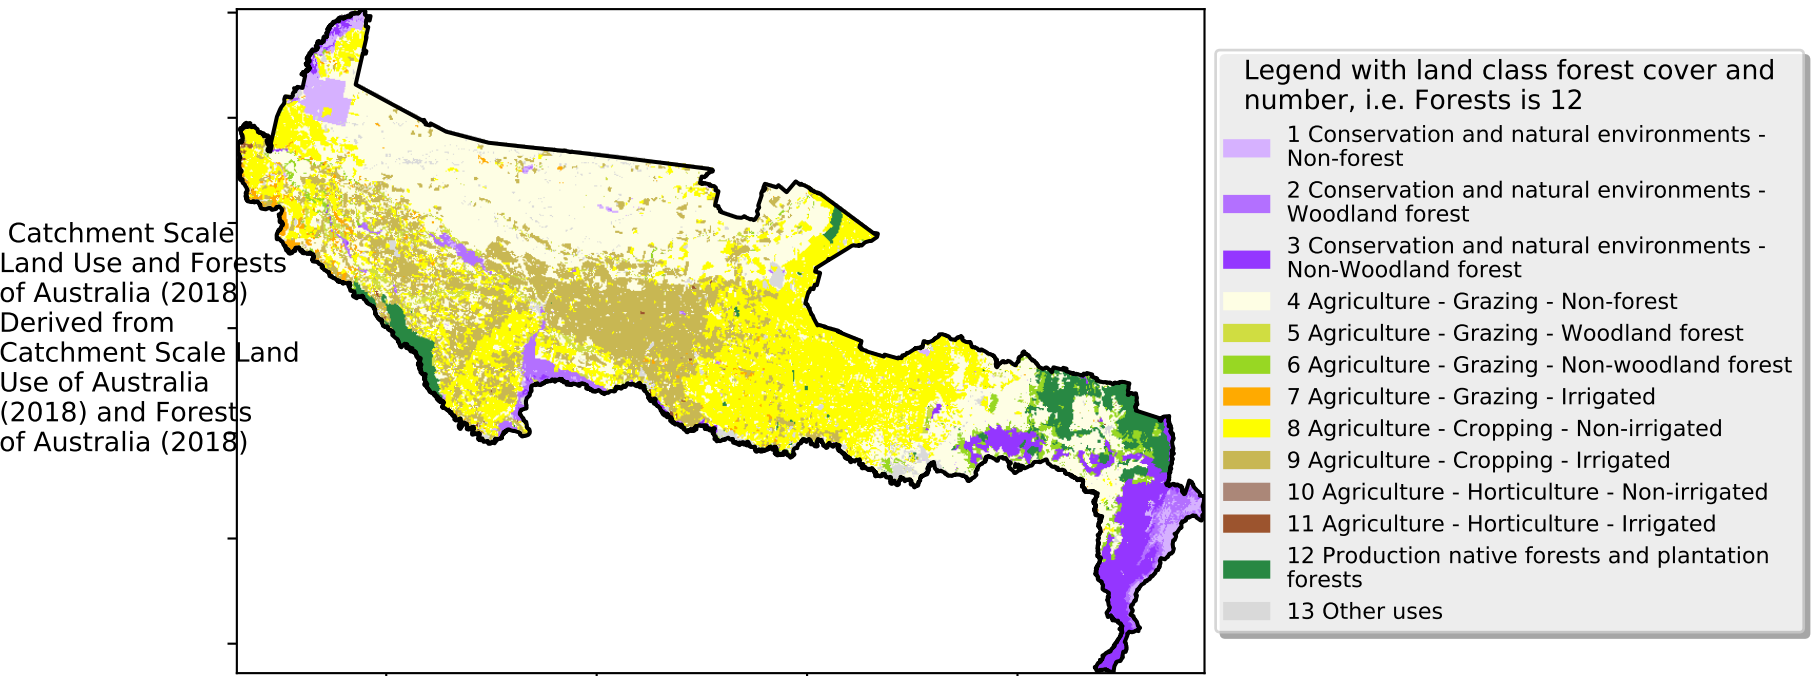 Catchment Scale
Land Use and Forests
of Australia (2018)
Derived from
Catchment Scale Land
Use of Australia
(2018) and Forests
of Australia (2018)
Legend with land class forest cover and
number, i.e. Forests is 12
1 Conservation and natural environments -
Non-forest
2 Conservation and natural environments -
Woodland forest
3 Conservation and natural environments -
Non-Woodland forest
4 Agriculture - Grazing - Non-forest
5 Agriculture - Grazing - Woodland forest
6 Agriculture - Grazing - Non-woodland forest
7 Agriculture - Grazing - Irrigated
8 Agriculture - Cropping - Non-irrigated
9 Agriculture - Cropping - Irrigated
10 Agriculture - Horticulture - Non-irrigated
11 Agriculture - Horticulture - Irrigated
12 Production native forests and plantation
forests
13 Other uses